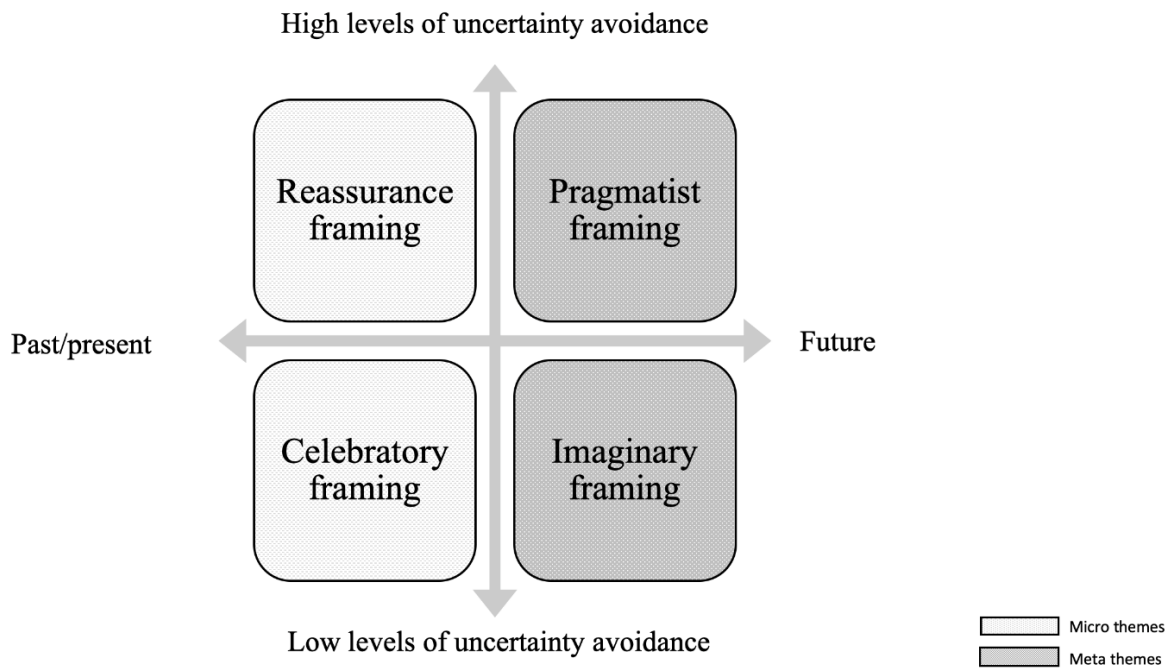 High levels of uncertainty avoidance
Reassurance
framing
Pragmatist
framing
Past/present
Future
Celebratory
framing
Imaginary
framing
Low levels of uncertainty avoidance
Micro themes
Meta themes